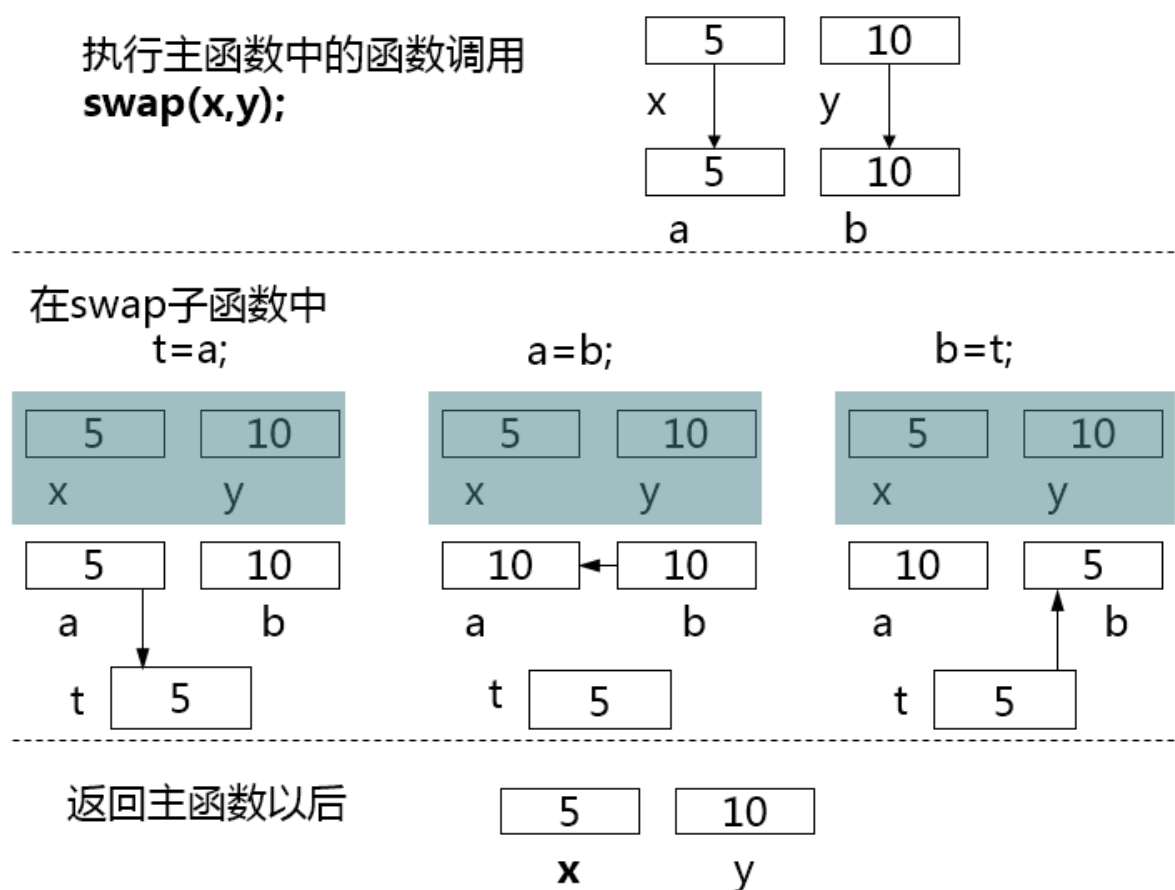 执行主函数中的函数调用
swap(x,y);
5 10
x y
5 10
a b
在swap子函数中
t=a; a=b; b=t;
5 10 5 10 5 10
x y x y x y
5 10 10 10 10 5
a b a b a b
t 5 t 5 t 5
返回主函数以后
5 10
x y